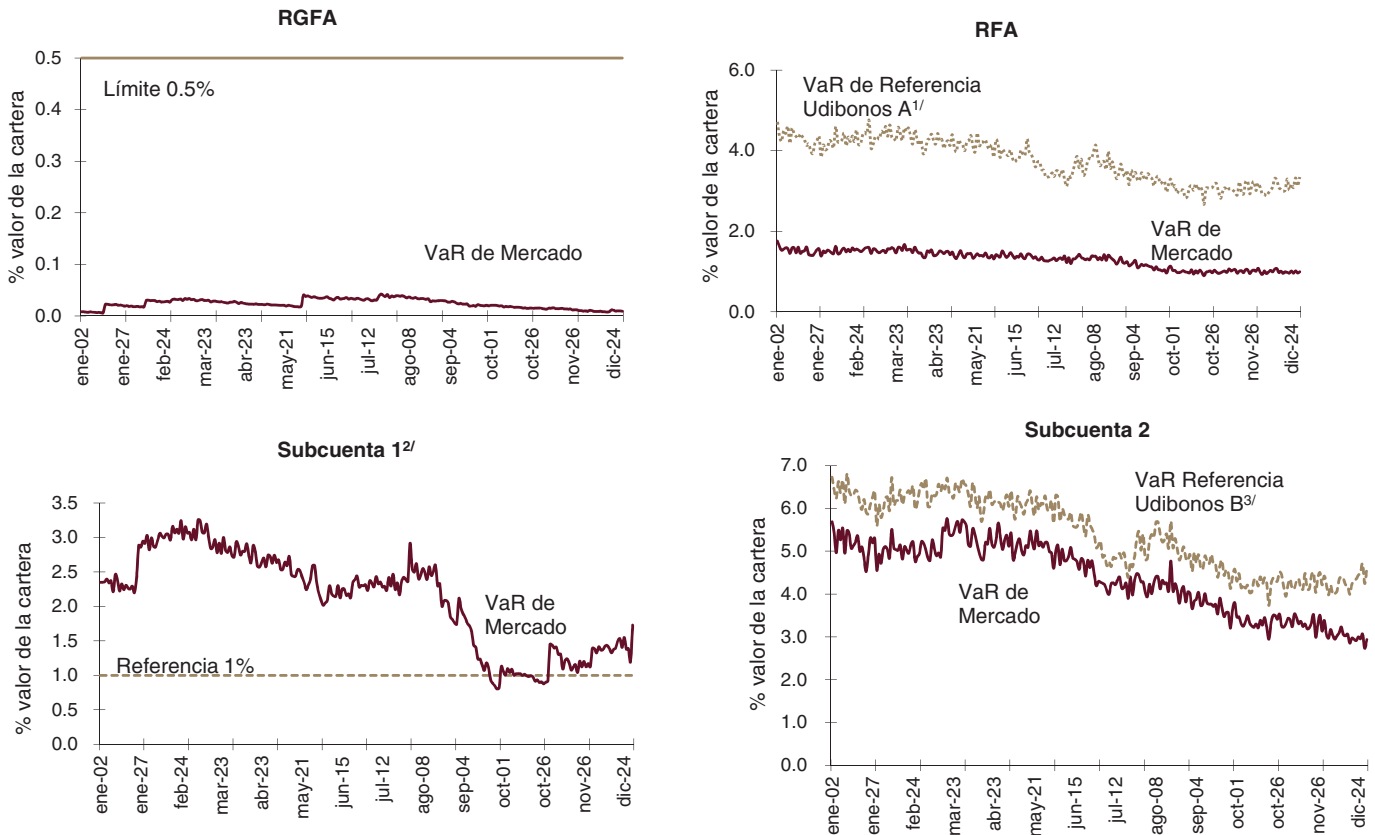 RGFA
% valor de la cartera
0.5
0.4
0.3
0.2
0.1
0.0
Límite 0.5%
VaR de Mercado
ene-02
ene-27
feb-24
mar-23
abr-23
may-21
jun-15
jul-12
ago-08
sep-04
oct-01
oct-26
nov-26
dic-24
RFA
% valor de la cartera
6.0
4.0
2.0
0.0
VaR de Referencia
Udibonos A1/
VaR de
Mercado
ene-02
ene-27
feb-24
mar-23
abr-23
may-21
jun-15
jul-12
ago-08
sep-04
oct-01
oct-26
nov-26
dic-24
Subcuenta 12/
% valor de la cartera
3.5
3.0
2.5
2.0
1.5
1.0
0.5
0.0
VaR de
Mercado
Referencia 1%
ene-02
ene-27
feb-24
mar-23
abr-23
may-21
jun-15
jul-12
ago-08
sep-04
oct-01
oct-26
nov-26
dic-24
Subcuenta 2
% valor de la cartera
7.0
6.0
5.0
4.0
3.0
2.0
1.0
0.0
VaR Referencia
Udibonos B3/
VaR de
Mercado
ene-02
ene-27
feb-24
mar-23
abr-23
may-21
jun-15
jul-12
ago-08
sep-04
oct-01
oct-26
nov-26
dic-24